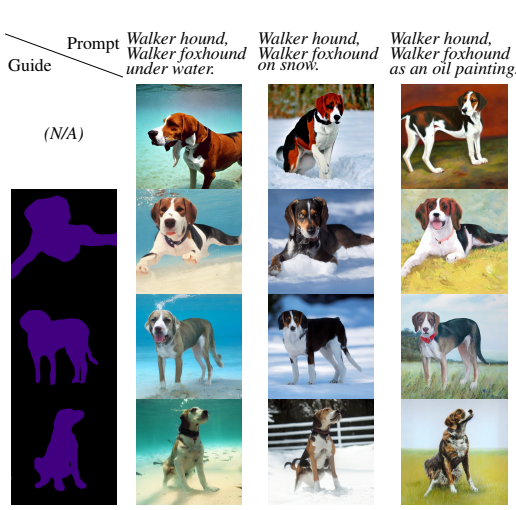 Prompt
Guide
Walker hound,
Walker foxhound
under water.
Walker hound,
Walker foxhound
on snow.
Walker hound,
Walker foxhound
as an oil painting.
(N/A)